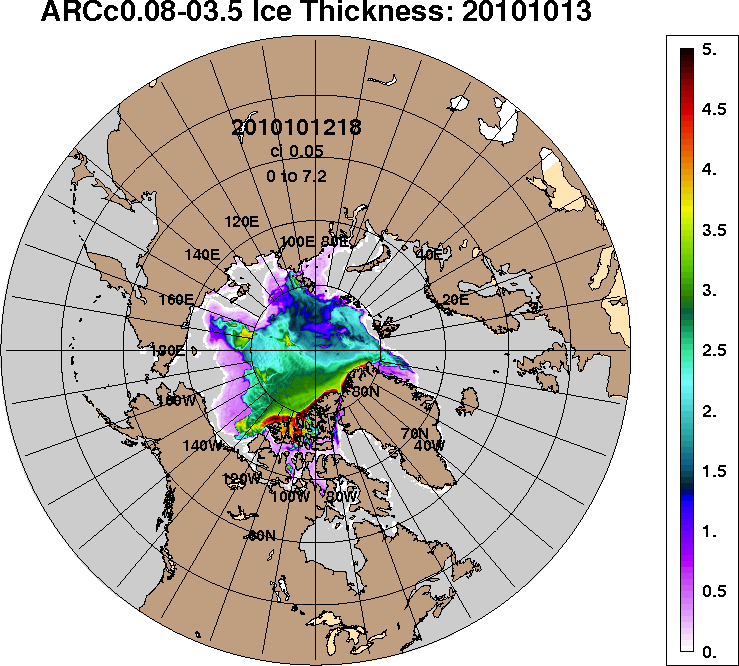 ARCc0.08-03.5 Ice Thickness: 20101013
2010101218
ci 0.05
0 to 7.2
120E
100E 80E
140E
40E
160E
20E
180E
160W
80N
70N
140W
40W
120W
100W 80W
60N
5.
4.5
4.
3.5
3.
2.5
2.
1.5
1.
0.5
0.